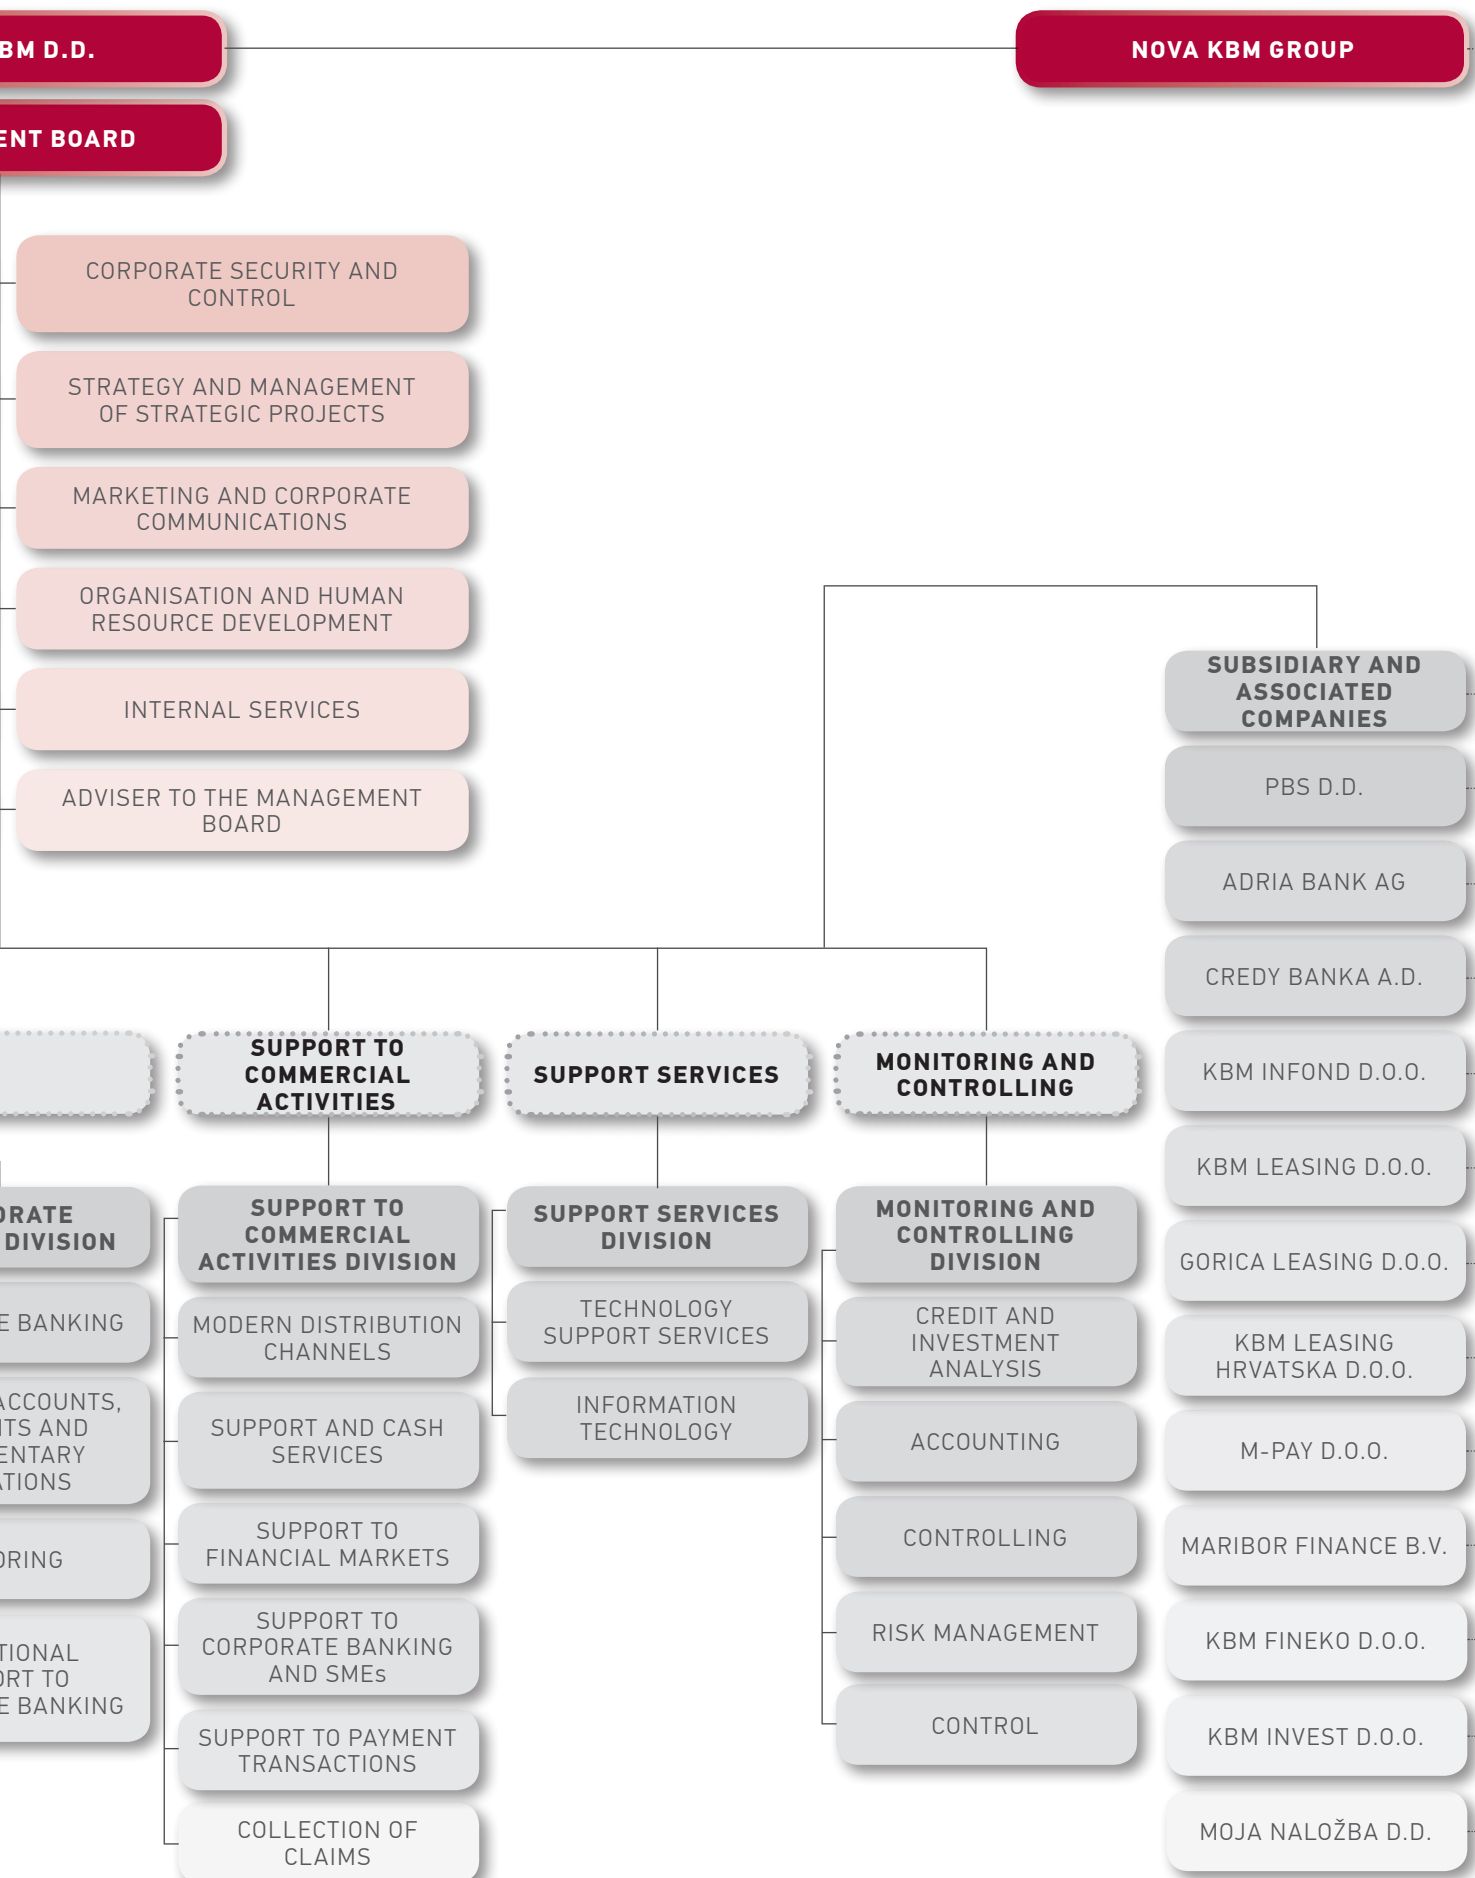 BM D.D.
NOVA KBM GROUP
ENT BOARD
CORPORATE SECURITY AND
CONTROL
STRATEGY AND MANAGEMENT
OF STRATEGIC PROJECTS
MARKETING AND CORPORATE
COMMUNICATIONS
ORGANISATION AND HUMAN
RESOURCE DEVELOPMENT
INTERNAL SERVICES
ADVISER TO THE MANAGEMENT
BOARD
SUPPORT TO
COMMERCIAL
ACTIVITIES
SUPPORT SERVICES
MONITORING AND
CONTROLLING
ORATE
DIVISION
E BANKING
ACCOUNTS,
NTS AND
ENTARY
ATIONS
ORING
TIONAL
ORT TO
E BANKING
SUPPORT TO
COMMERCIAL
ACTIVITIES DIVISION
MODERN DISTRIBUTION
CHANNELS
SUPPORT AND CASH
SERVICES
SUPPORT TO
FINANCIAL MARKETS
SUPPORT TO
CORPORATE BANKING
AND SMEs
SUPPORT TO PAYMENT
TRANSACTIONS
COLLECTION OF
CLAIMS
SUPPORT SERVICES
DIVISION
TECHNOLOGY
SUPPORT SERVICES
INFORMATION
TECHNOLOGY
MONITORING AND
CONTROLLING
DIVISION
CREDIT AND
INVESTMENT
ANALYSIS
ACCOUNTING
CONTROLLING
RISK MANAGEMENT
CONTROL
SUBSIDIARY AND
ASSOCIATED
COMPANIES
PBS D.D.
ADRIA BANK AG
CREDY BANKA A.D.
KBM INFOND D.O.O.
KBM LEASING D.O.O.
GORICA LEASING D.O.O.
KBM LEASING
HRVATSKA D.O.O.
M-PAY D.O.O.
MARIBOR FINANCE B.V.
KBM FINEKO D.O.O.
KBM INVEST D.O.O.
MOJA NALOŽBA D.D.